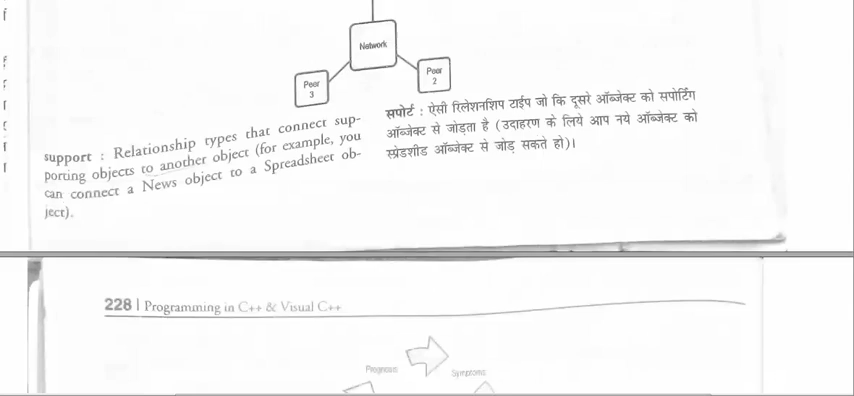 Network
Peer
3
Peer
2
support : Relationship types that connect sup-
porting objects to another object (for example, you
can connect a News object to a Spreadsheet ob-
ject).
सपोर्ट : ऐसी रिलेशनशिप टाईप जो कि दूसरे ऑब्जेक्ट को सपोर्टिंग
ऑब्जेक्ट से जोड़ता है (उदाहरण के लिये आप नये ऑब्जेक्ट को
स्प्रेडशीड ऑब्जेक्ट से जोड़ सकते हो)।
228 | Programming in C++ & Visual C++
Prognosis
Symptoms